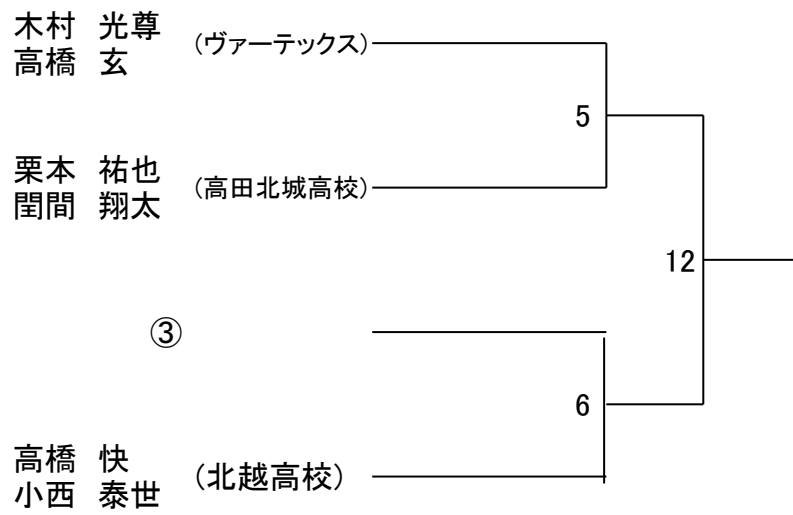 木村 光尊
高橋 玄
(ヴァーテックス)
5
栗本 祐也
閏間 翔太
(高田北城高校)
12
③
6
高橋 快
小西 泰世
(北越高校)